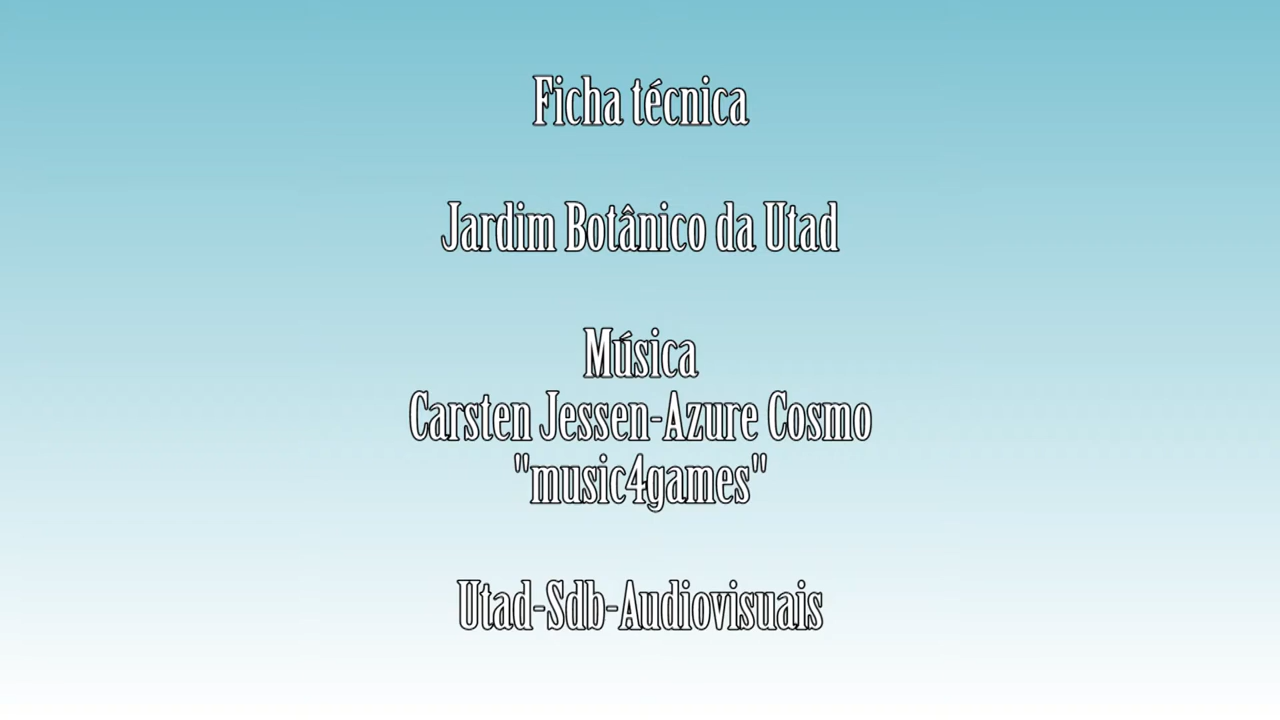 Ficha técnica
Jardim Botânico da Utad
Música
Carsten Jessen-Azure Cosmo
"music4games"
Utad-Sdb-Audiovisuais